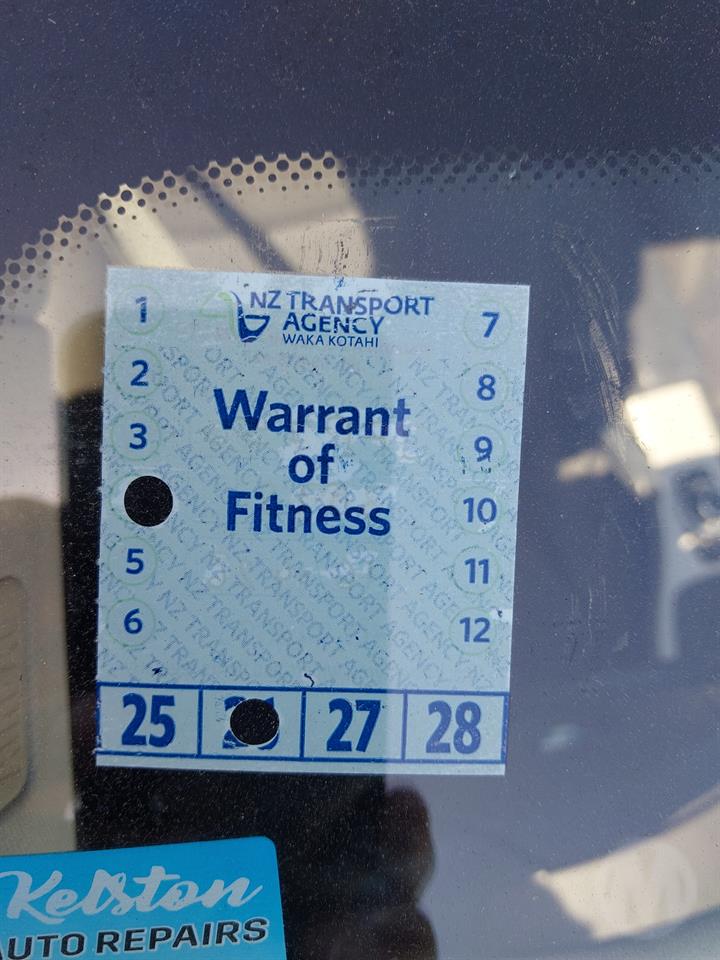 NZ TRANSPORT
AGENCY
WAKA KOTAHI
1
7
2
8
3
9
10
5
11
6
12
Warrant
of
Fitness
25
27
28
Kelston
AUTO REPAIRS